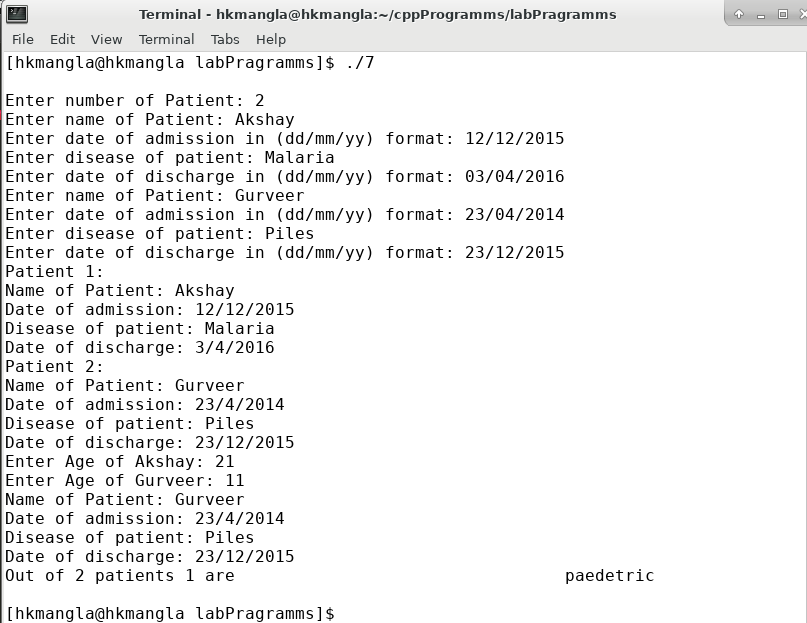 Terminal - hkmangla@hkmangla:~/cppProgramms/labPragramms
File Edit View Terminal Tabs Help
[hkmangla@hkmangla labPragramms]$ ./7
Enter number of Patient: 2
Enter name of Patient: Akshay
Enter date of admission in (dd/mm/yy) format: 12/12/2015
Enter disease of patient: Malaria
Enter date of discharge in (dd/mm/yy) format: 03/04/2016
Enter name of Patient: Gurveer
Enter date of admission in (dd/mm/yy) format: 23/04/2014
Enter disease of patient: Piles
Enter date of discharge in (dd/mm/yy) format: 23/12/2015
Patient 1:
Name of Patient: Akshay
Date of admission: 12/12/2015
Disease of patient: Malaria
Date of discharge: 3/4/2016
Patient 2:
Name of Patient: Gurveer
Date of admission: 23/4/2014
Disease of patient: Piles
Date of discharge: 23/12/2015
Enter Age of Akshay: 21
Enter Age of Gurveer: 11
Name of Patient: Gurveer
Date of admission: 23/4/2014
Disease of patient: Piles
Date of discharge: 23/12/2015
Out of 2 patients 1 are                                 paedetric
[hkmangla@hkmangla labPragramms]$